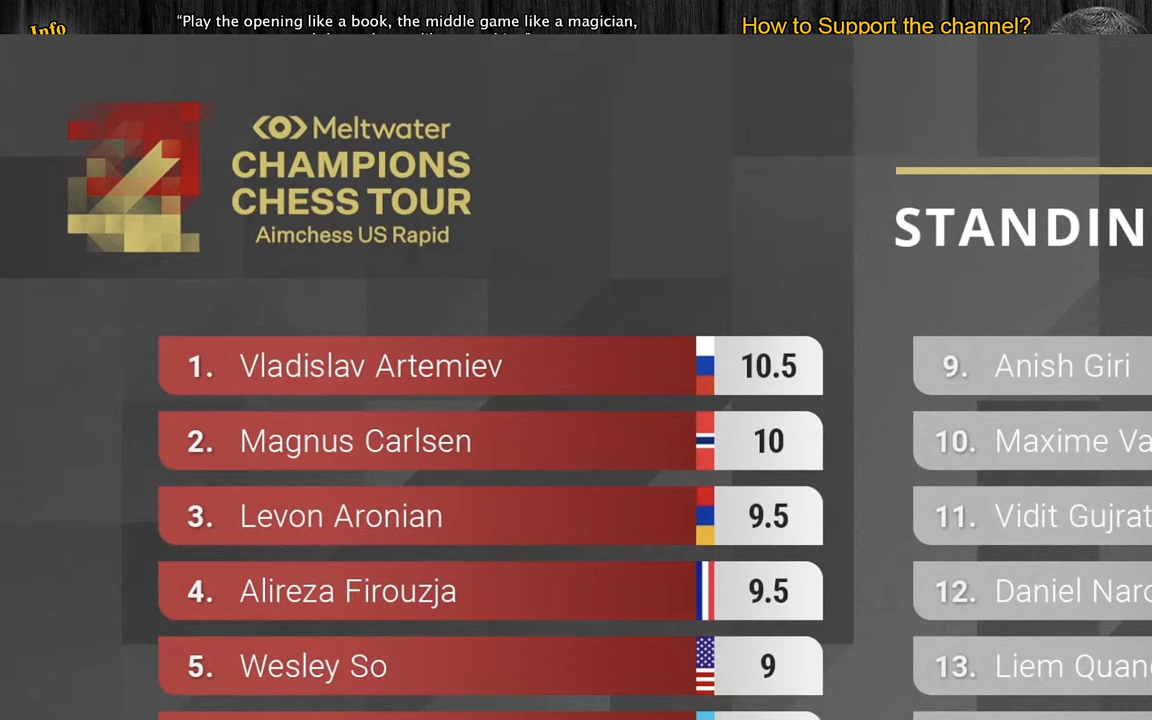 Info
“Play the opening like a book, the middle game like a magician,
How to Support the channel?
Meltwater
CHAMPIONS
CHESS TOUR
Aimchess US Rapid
STANDIN
1. Vladislav Artemiev 10.5
2. Magnus Carlsen 10
3. Levon Aronian 9.5
4. Alireza Firouzja 9.5
5. Wesley So 9
9. Anish Giri
10. Maxime Va
11. Vidit Gujrat
12. Daniel Naro
13. Liem Quan